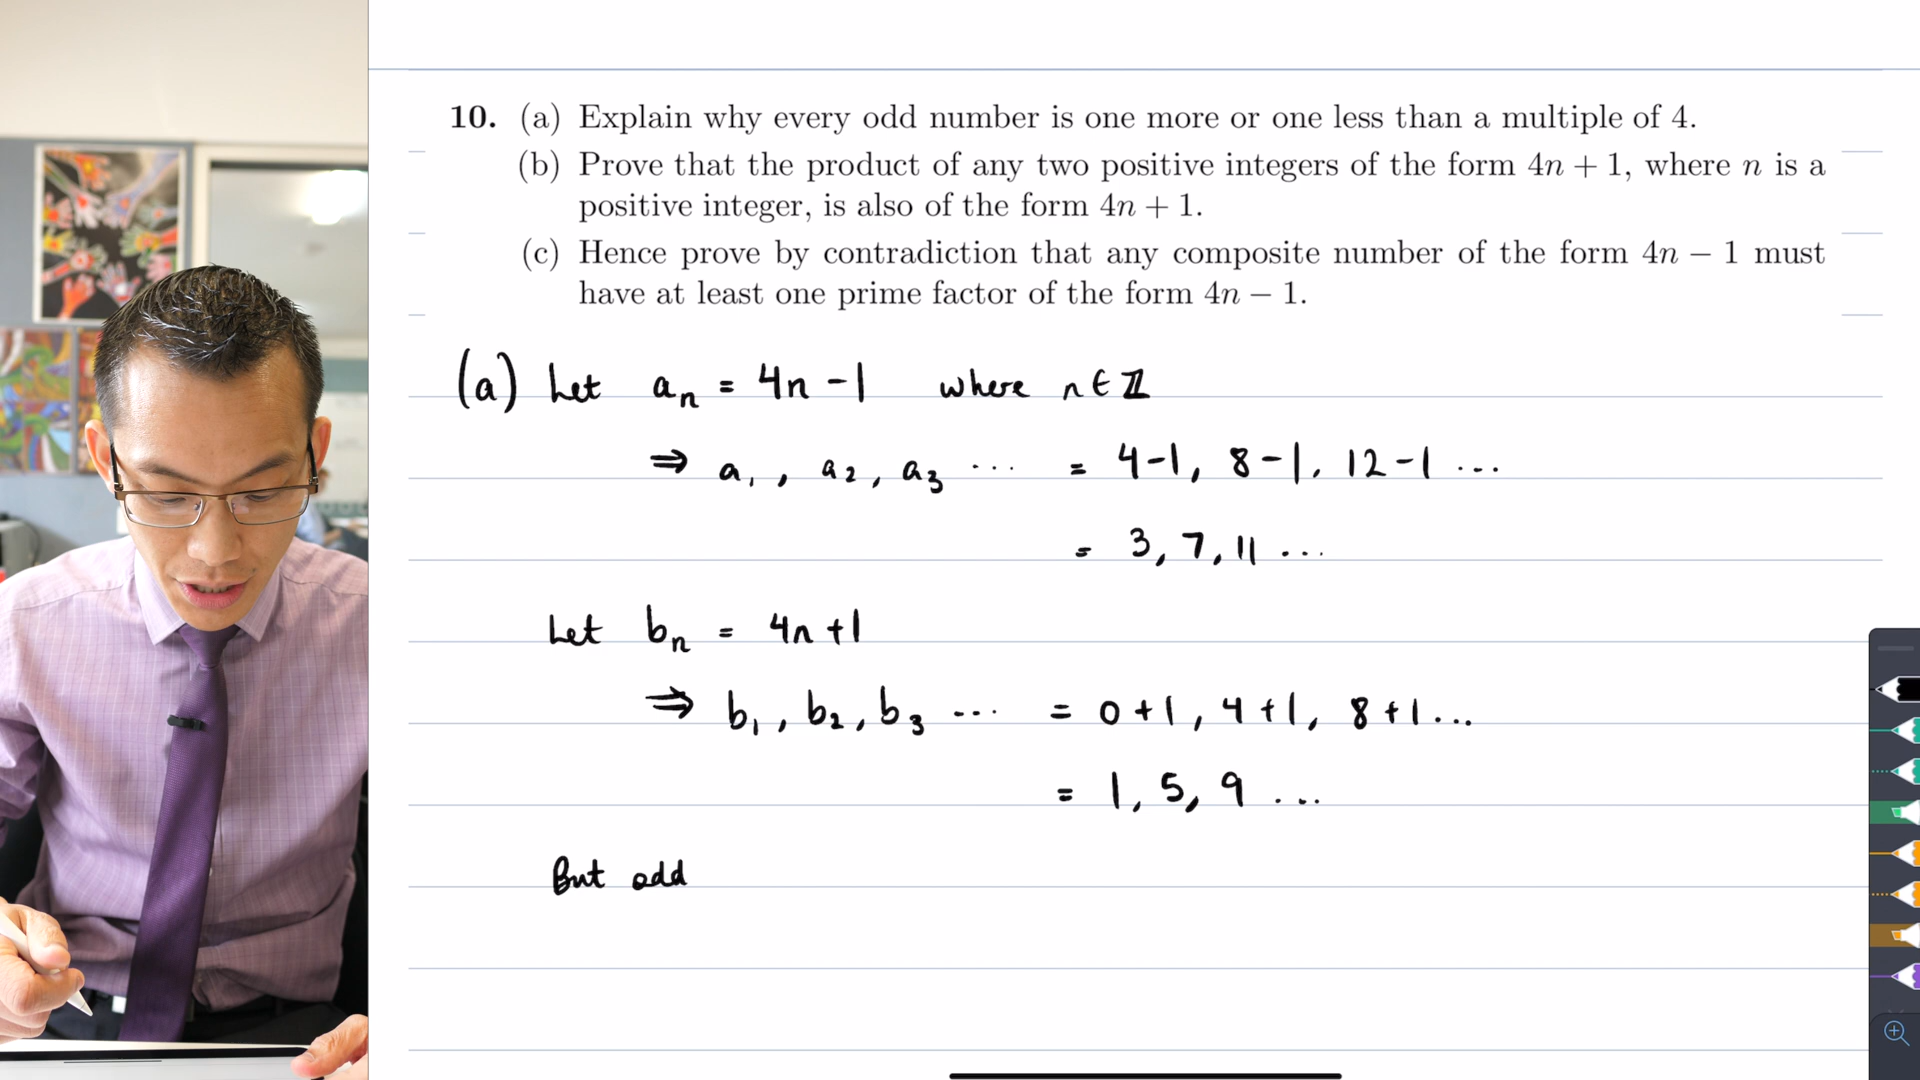 10. (a) Explain why every odd number is one more or one less than a multiple of 4.
(b) Prove that the product of any two positive integers of the form 4n + 1, where n is a
positive integer, is also of the form 4n + 1.
(c) Hence prove by contradiction that any composite number of the form 4n − 1 must
have at least one prime factor of the form 4n − 1.
(a) Let aₙ = 4n - 1 where n ∈ ℤ
⇒ a₁, a₂, a₃ ... = 4-1, 8-1, 12-1 ...
= 3, 7, 11 ...
Let bₙ = 4n + 1
⇒ b₁, b₂, b₃ ... = 0+1, 4+1, 8+1...
= 1, 5, 9 ...
But odd